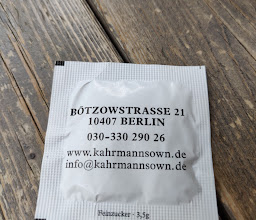 BÖTZOWSTRASSE 21
10407 BERLIN
030-330 290 26
www.kahrmannsown.de
info@kahrmannsown.de
Feinzucker - 3,5g